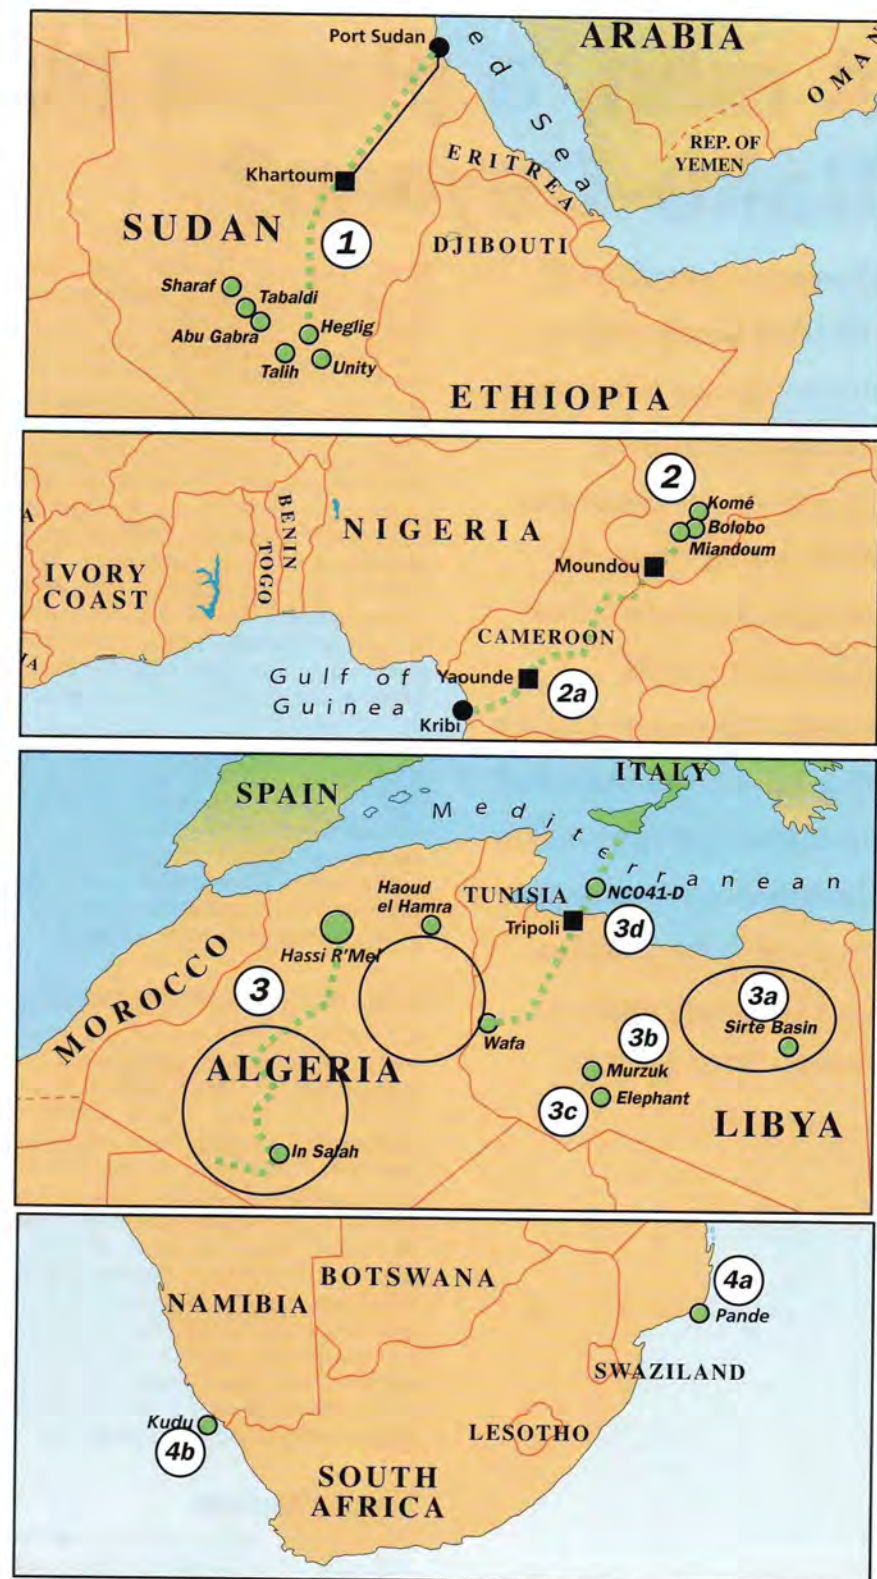 Port Sudan
ed Sea
ARABIA
OMAN
REP. OF
YEMEN
ERITREA
Khartoum
SUDAN
1
DJIBOUTI
Sharaf
Tabaldi
Abu Gabra
Heglig
Talih
Unity
ETHIOPIA
2
Komé
Bolobo
Miandoum
NIGERIA
BENIN
TOGO
A
IVORY
COAST
Moundou
CAMEROON
IA
Gulf of
Guinea
Yaounde
2a
Kribi
SPAIN
ITALY
Mediterranean
Haoud
el Hamra
TUNISIA
NC041-D
Tripoli
3d
Hassi R'Mel
MOROCCO
3
3a
Sirte Basin
Wafa
3b
ALGERIA
Murzuk
Elephant
3c
LIBYA
In Salah
BOTSWANA
NAMIBIA
4a
Pande
SWAZILAND
Kudu
4b
LESOTHO
SOUTH
AFRICA